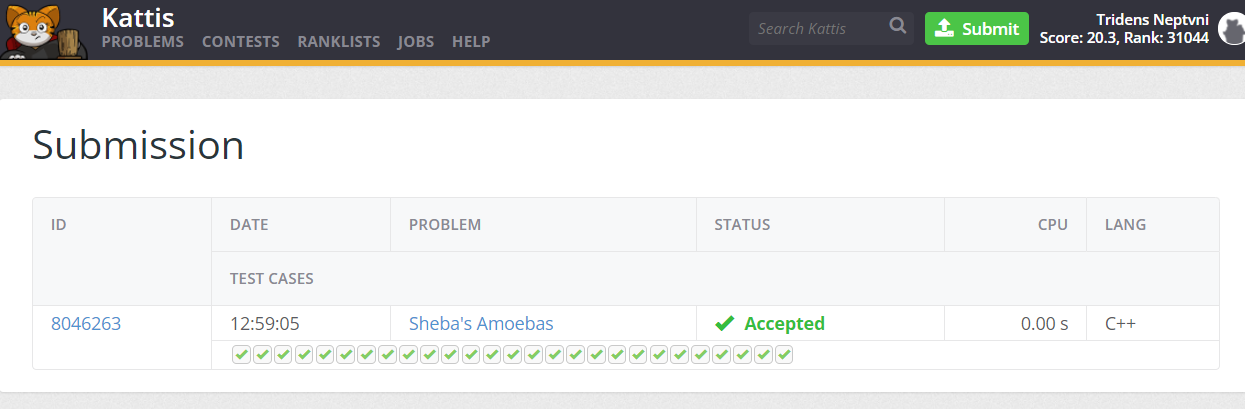 Kattis
PROBLEMS CONTESTS RANKLISTS JOBS HELP
Search Kattis
Submit
Tridens Neptvni
Score: 20.3, Rank: 31044
Submission
ID DATE PROBLEM STATUS CPU LANG
TEST CASES
8046263 12:59:05 Sheba's Amoebas Accepted 0.00 s C++